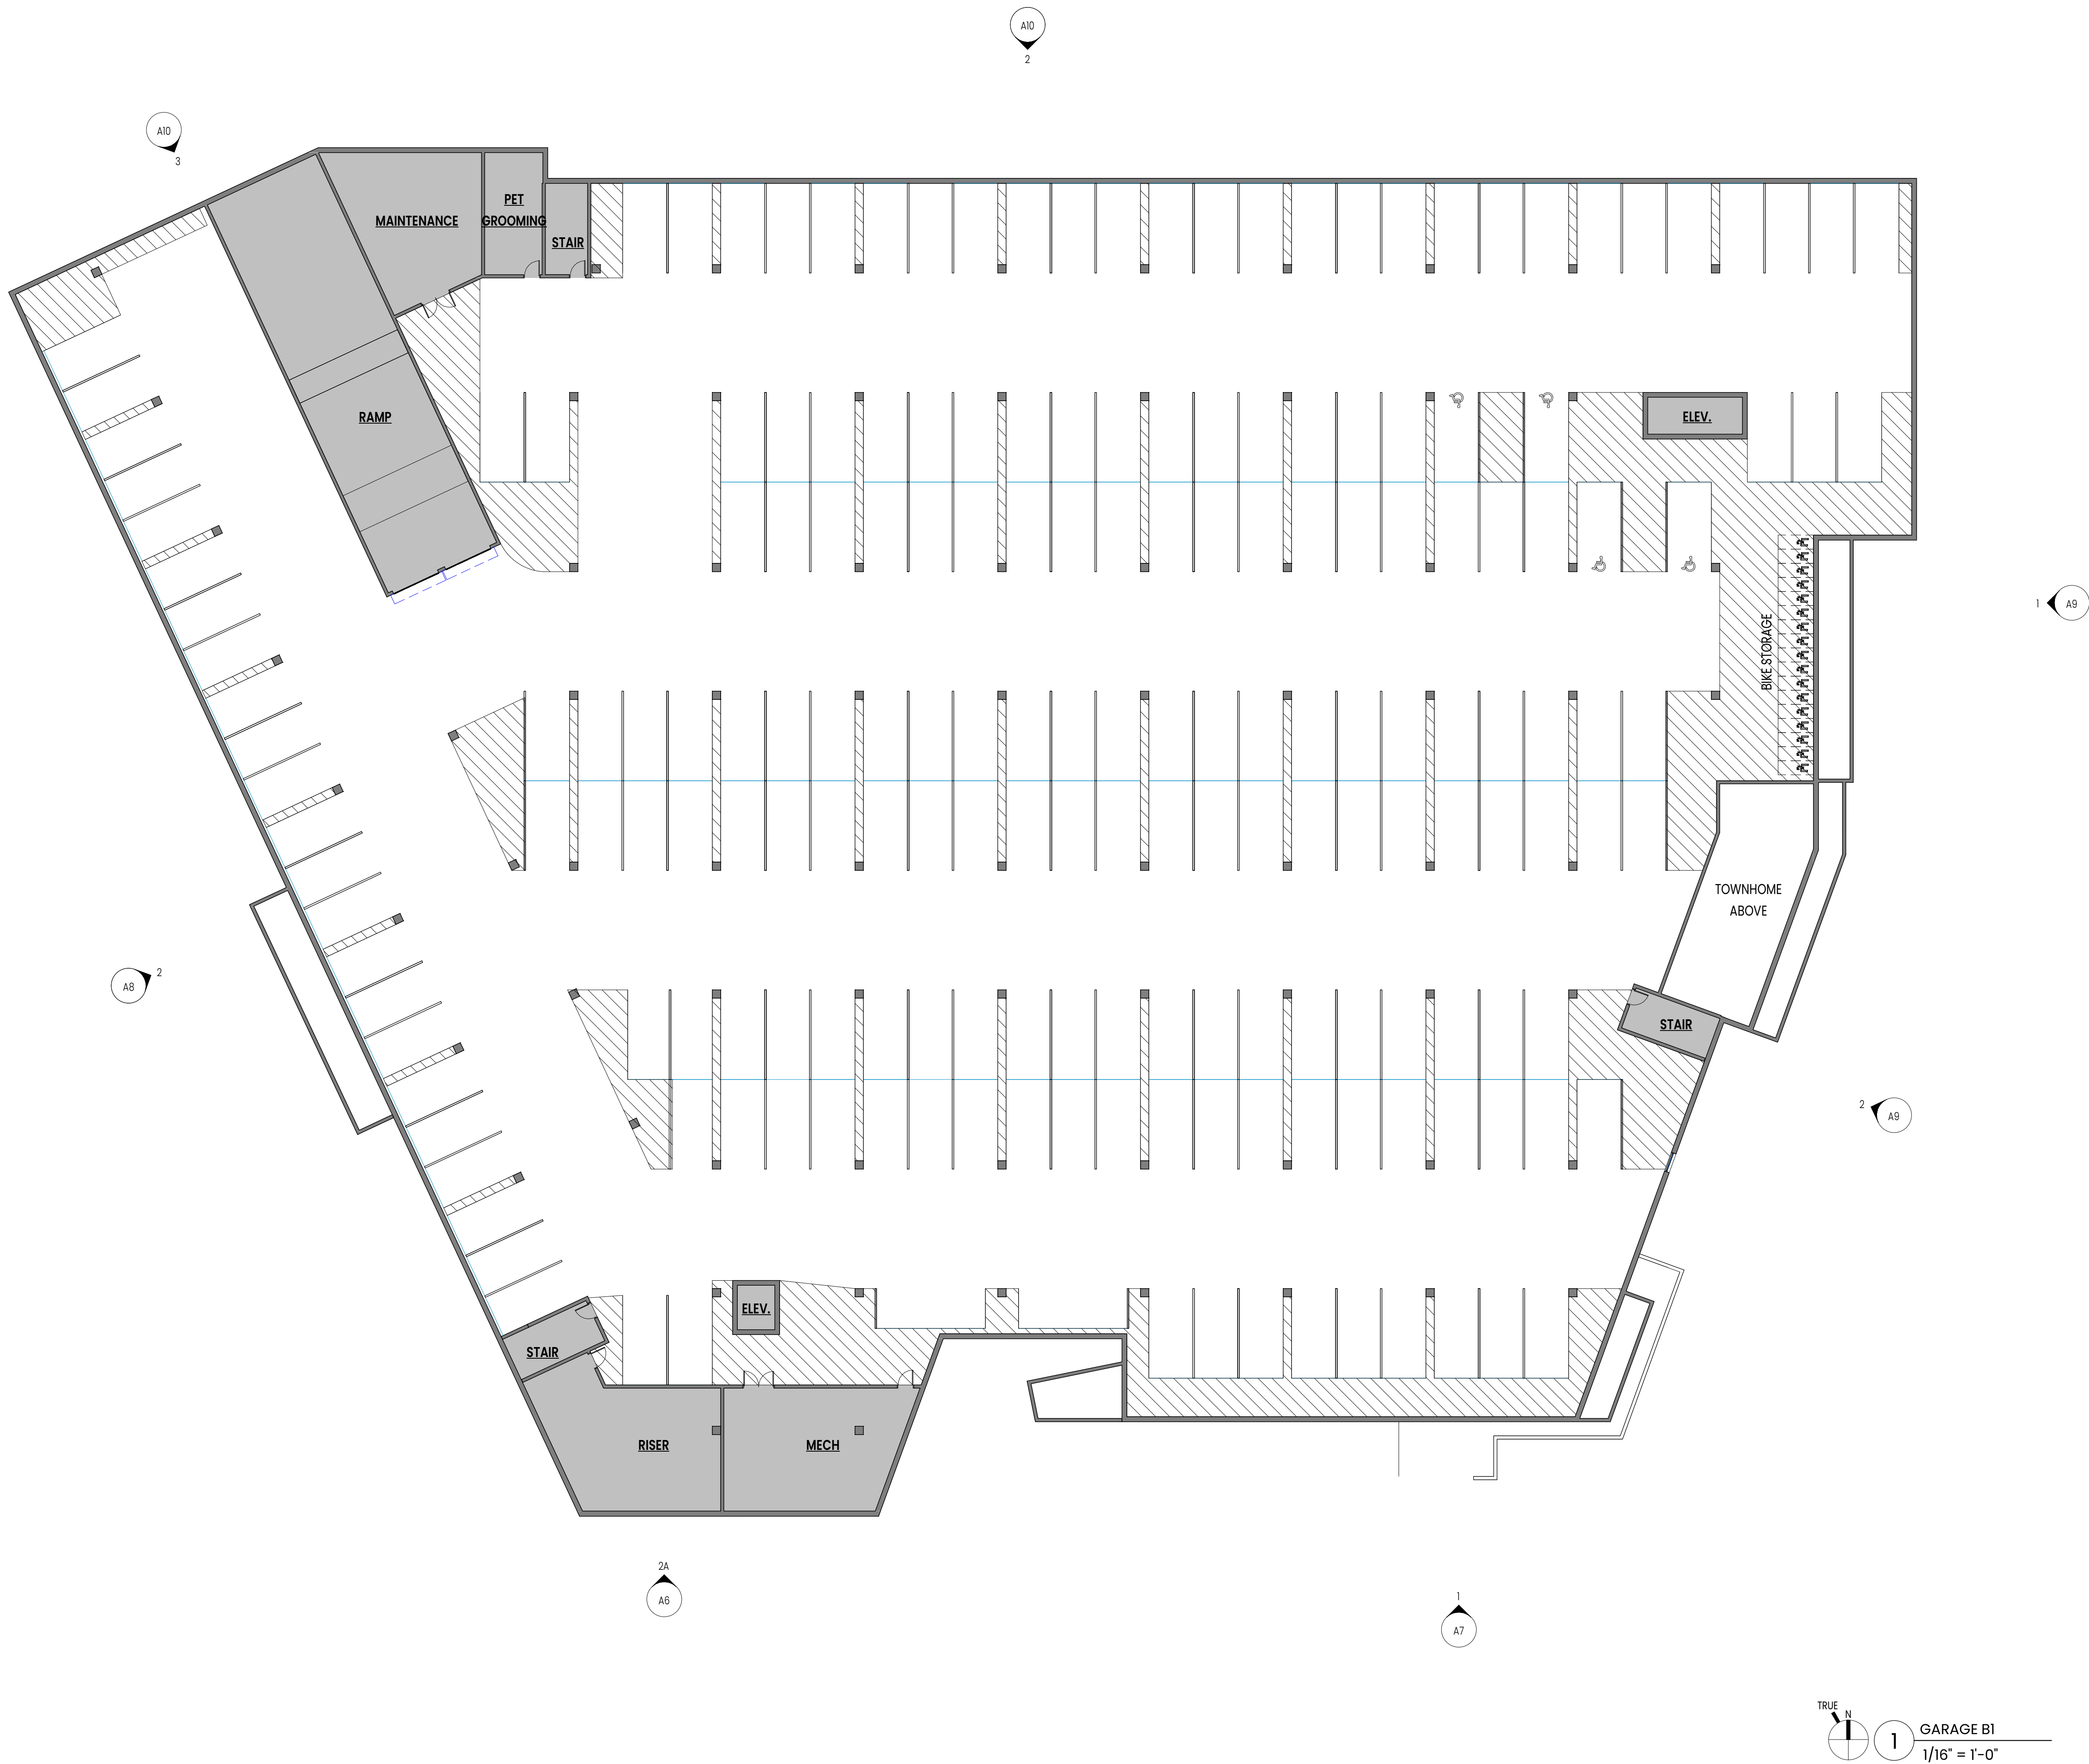 A10
2
A10
3
PET
MAINTENANCE
GROOMING
STAIR
RAMP
ELEV.
1
A9
BIKE STORAGE
TOWNHOME
ABOVE
A8
2
STAIR
2
A9
ELEV.
STAIR
RISER
MECH
2A
A6
1
A7
TRUE
N
1
GARAGE B1
1/16" = 1'-0"